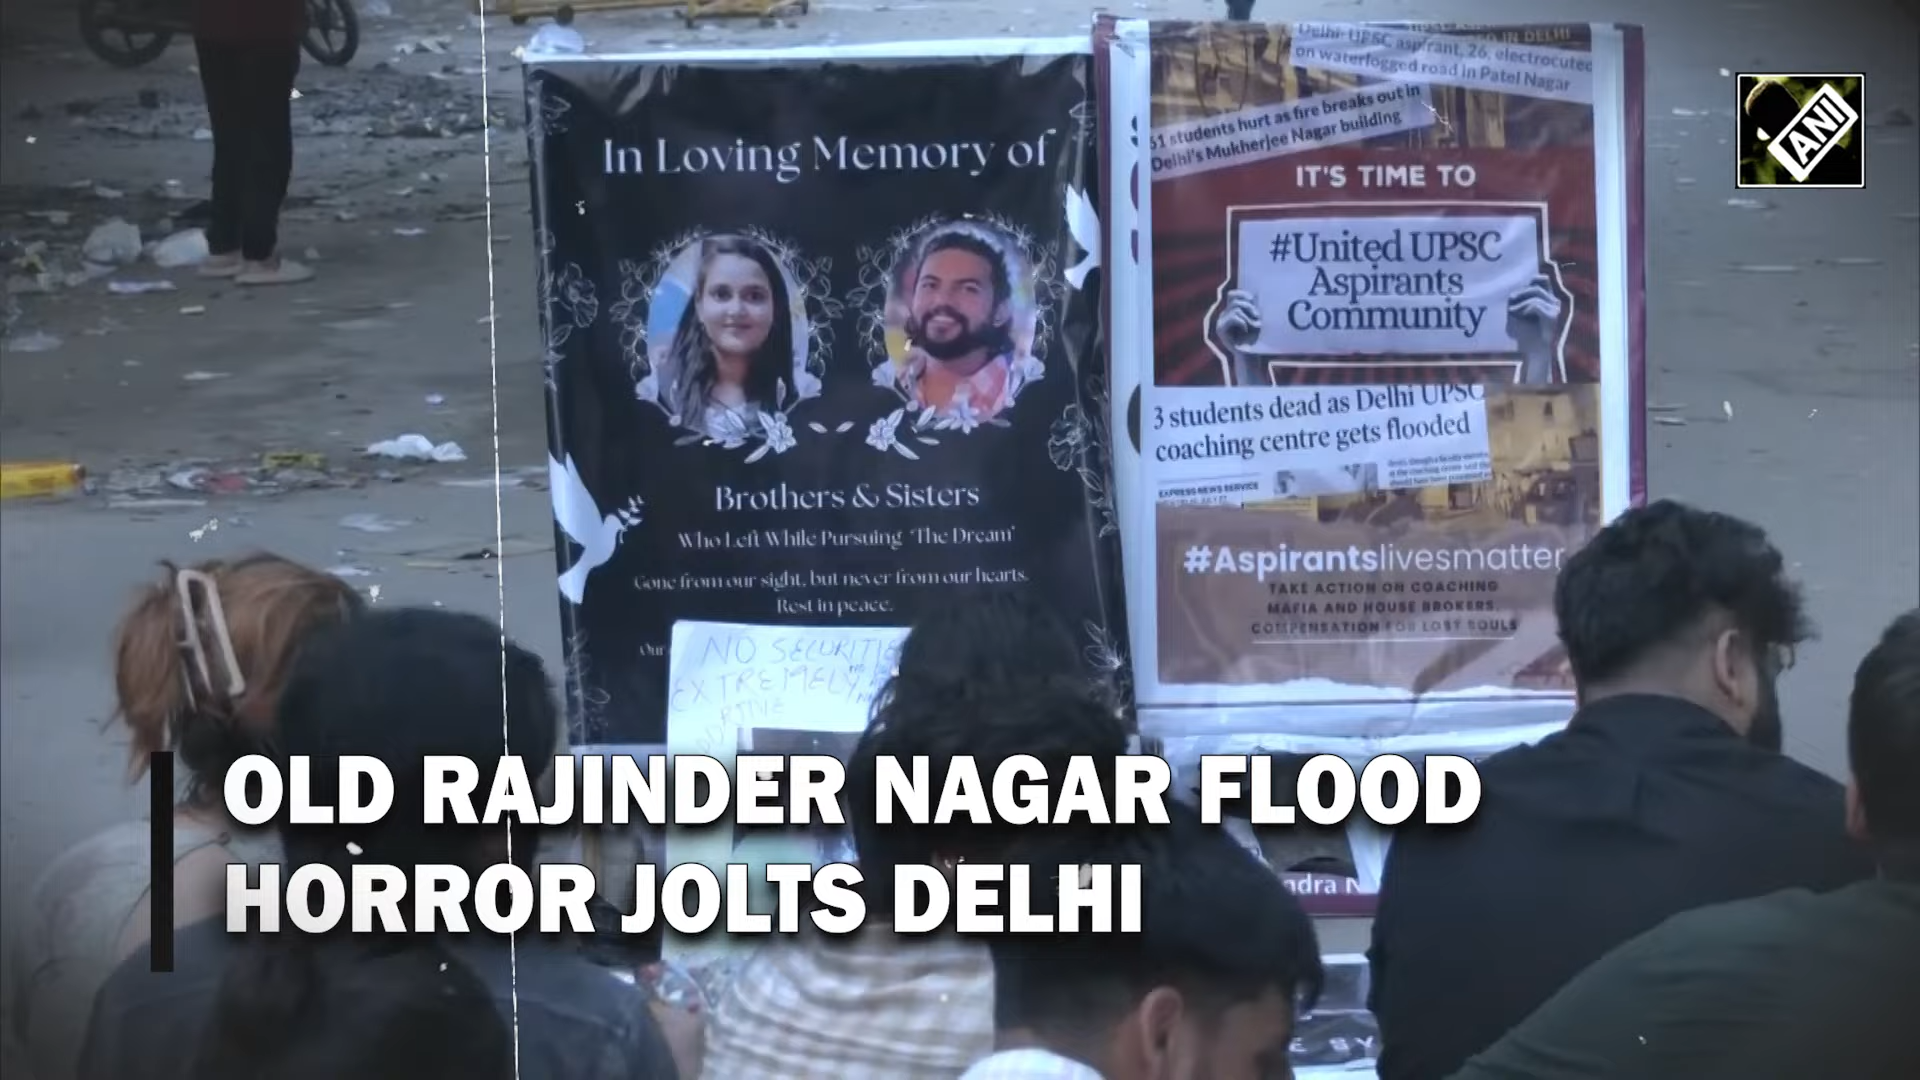 In Loving Memory of
Brothers & Sisters
Who Left While Pursuing 'The Dream'
Gone from our sight, but never from our hearts.
Rest in peace.
Our
NO SECURITIE
EXTREMELY
Delhi- UPSC aspirant, 26, electrocuted
on waterlogged road in Patel Nagar
61 students hurt as fire breaks out in
Delhi's Mukherjee Nagar building
IT'S TIME TO
#United UPSC
Aspirants
Community
3 students dead as Delhi UPSC
coaching centre gets flooded
EXPRESS NEWS SERVICE
#Aspirantslivesmatter
TAKE ACTION ON COACHING
MAFIA AND HOUSE BROKERS.
COMPENSATION FOR LOST SOULS
ANI
OLD RAJINDER NAGAR FLOOD
HORROR JOLTS DELHI
ndra N